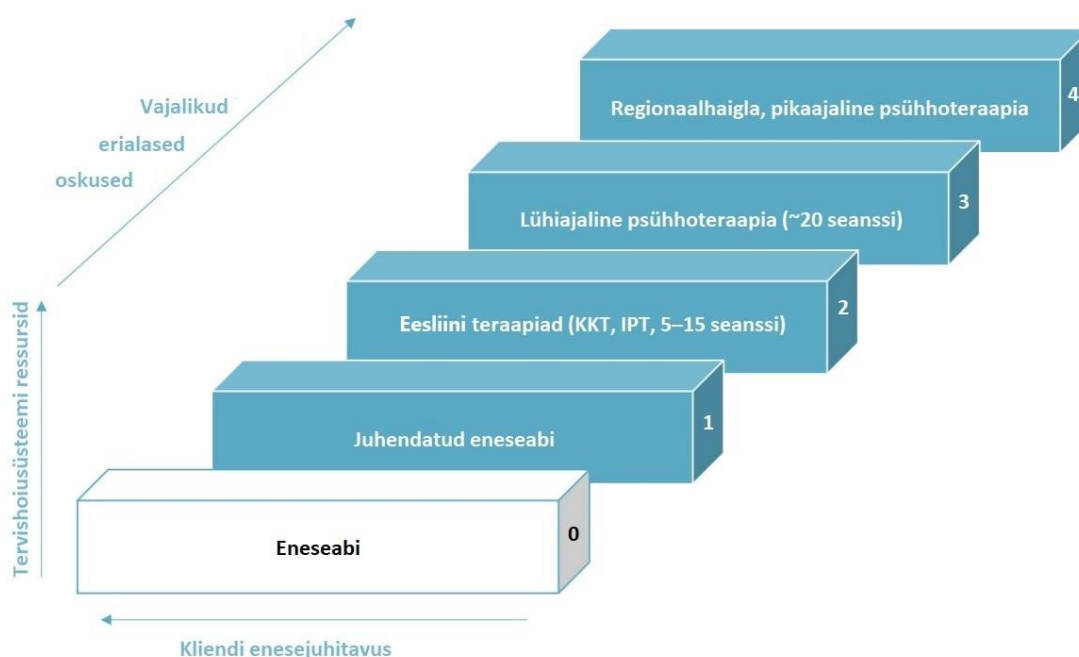 Vajalikud
erialased
oskused
Regionaalhaigla, pikaajaline psühhoteraapia
4
Lühiajaline psühhoteraapia (~20 seanssi)
3
Eesliini teraapiad (KKT, IPT, 5–15 seanssi)
2
Juhendatud eneseabi
1
Eneseabi
0
Tervishoiusüsteemi ressursid
Kliendi enesejuhitavus